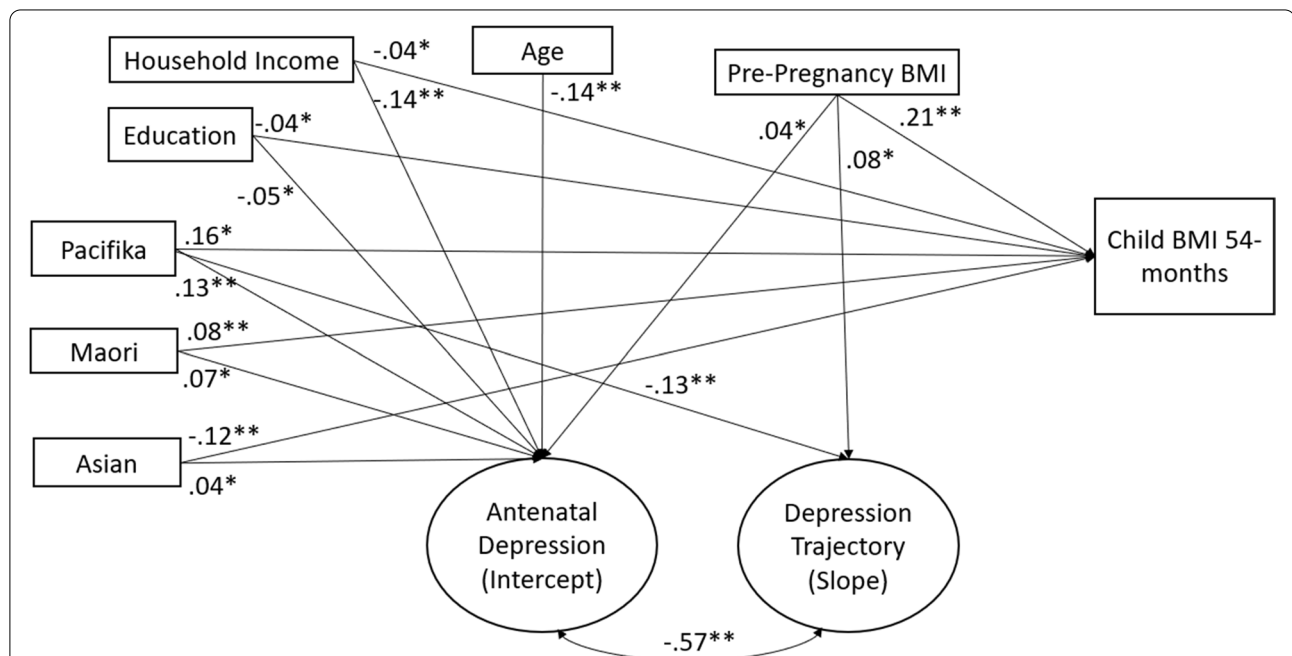 Household Income
-.04*
-.14**
Age
-.14**
Pre-Pregnancy BMI
.04*
.21**
.08*
Education
-.04*
-.05*
Pacifika
.16*
.13**
-.13**
Child BMI 54-
months
Maori
.08**
.07*
Asian
-.12**
.04*
Antenatal
Depression
(Intercept)
Depression
Trajectory
(Slope)
-.57**